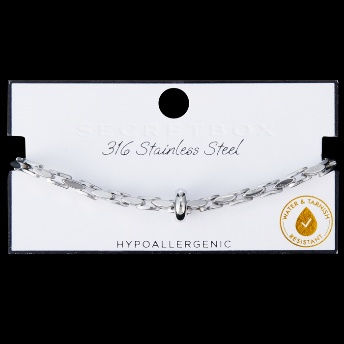 SECRET BOX
316 Stainless Steel
WATER & TARNISH
RESISTANT
HYPOALLERGENIC